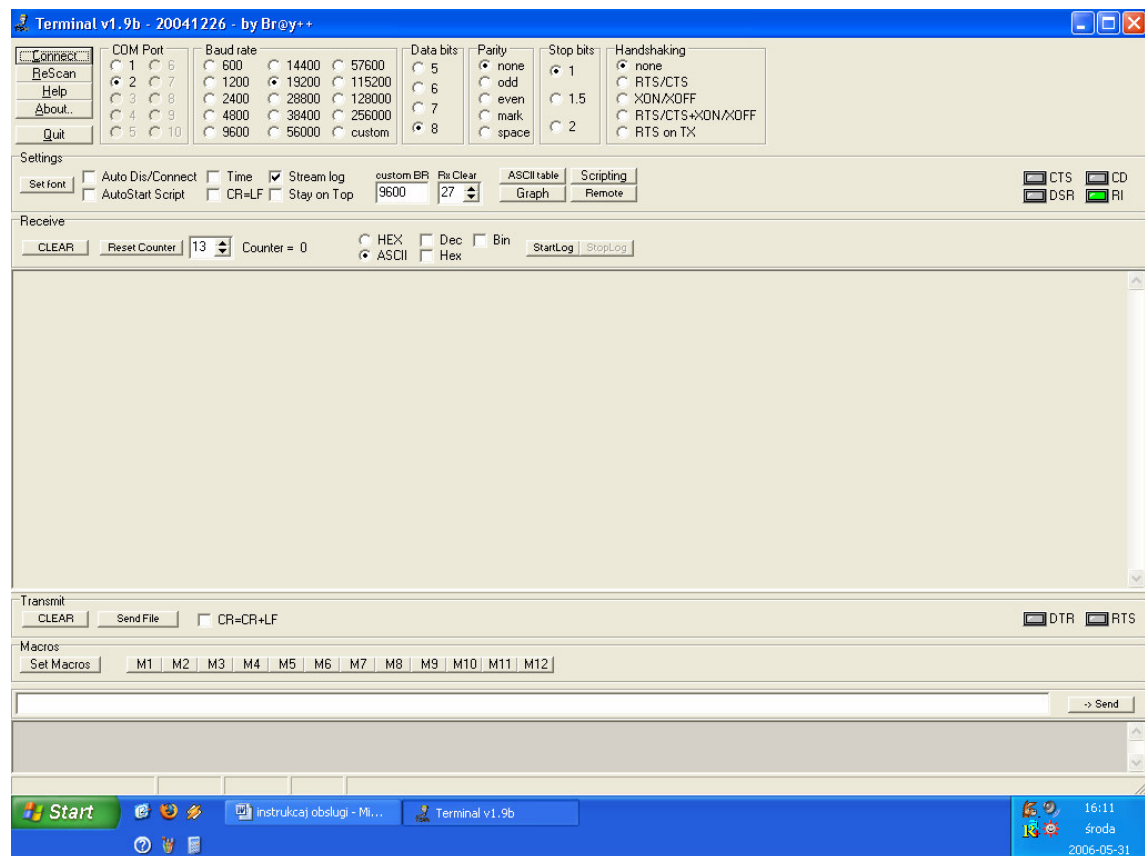 Terminal v1.9b - 20041226 - by Br@y++
Connect
ReScan
Help
About..
Quit
COM Port
1 6
2 7
3 8
4 9
5 10
Baud rate
600 14400 57600
1200 19200 115200
2400 28800 128000
4800 38400 256000
9600 56000 custom
Data bits
5
6
7
8
Parity
none
odd
even
mark
space
Stop bits
1
1.5
2
Handshaking
none
RTS/CTS
XON/XOFF
RTS/CTS+XON/XOFF
RTS on TX
Settings
Set font
Auto Dis/Connect Time Stream log
AutoStart Script CR=LF Stay on Top
custom BR Rx Clear
9600 27
ASCII table Scripting
Graph Remote
CTS CD
DSR RI
Receive
CLEAR Reset Counter 13 Counter = 0
HEX Dec Bin
ASCII Hex
StartLog StopLog
Transmit
CLEAR Send File CR=CR+LF
DTR RTS
Macros
Set Macros M1 M2 M3 M4 M5 M6 M7 M8 M9 M10 M11 M12
-> Send
Start
instrukcaj obslugi - Mi...
Terminal v1.9b
16:11
środa
2006-05-31